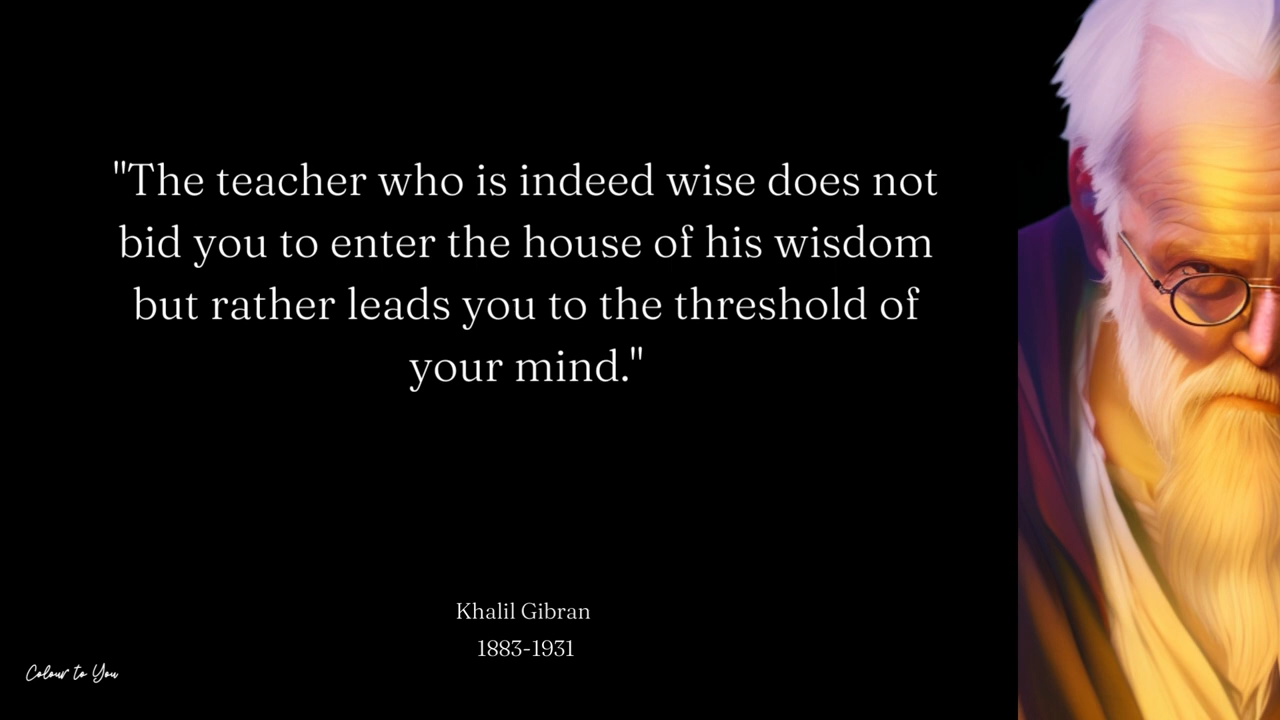 "The teacher who is indeed wise does not
bid you to enter the house of his wisdom
but rather leads you to the threshold of
your mind."
Khalil Gibran
1883-1931
Colour to You